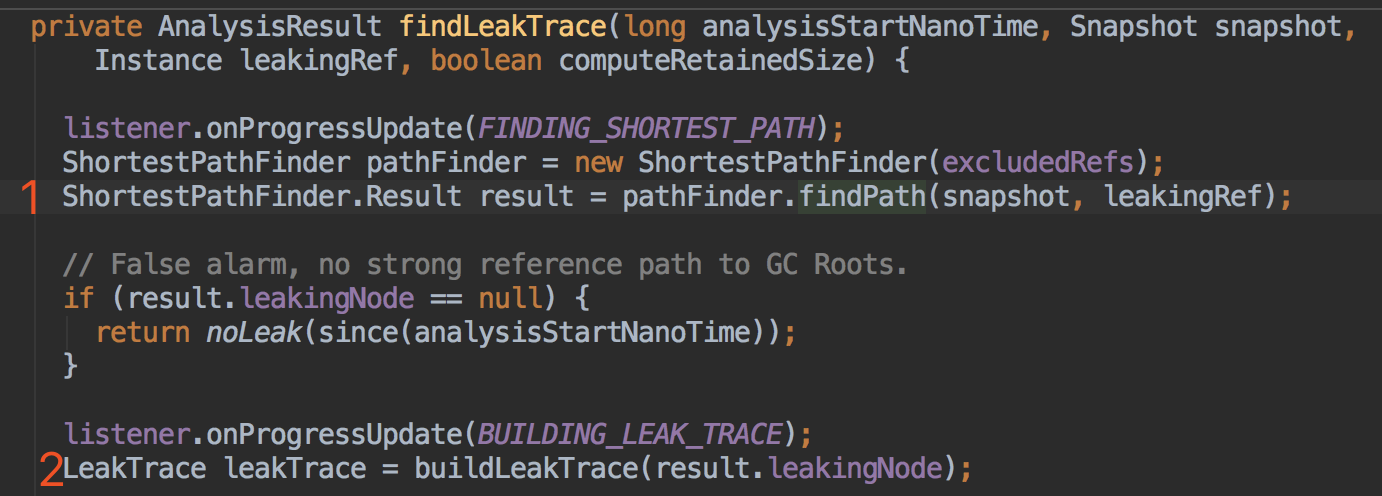 private AnalysisResult findLeakTrace(long analysisStartNanoTime, Snapshot snapshot,
Instance leakingRef, boolean computeRetainedSize) {
listener.onProgressUpdate(FINDING_SHORTEST_PATH);
ShortestPathFinder pathFinder = new ShortestPathFinder(excludedRefs);
1 ShortestPathFinder.Result result = pathFinder.findPath(snapshot, leakingRef);
// False alarm, no strong reference path to GC Roots.
if (result.leakingNode == null) {
return noLeak(since(analysisStartNanoTime));
}
listener.onProgressUpdate(BUILDING_LEAK_TRACE);
2 LeakTrace leakTrace = buildLeakTrace(result.leakingNode);